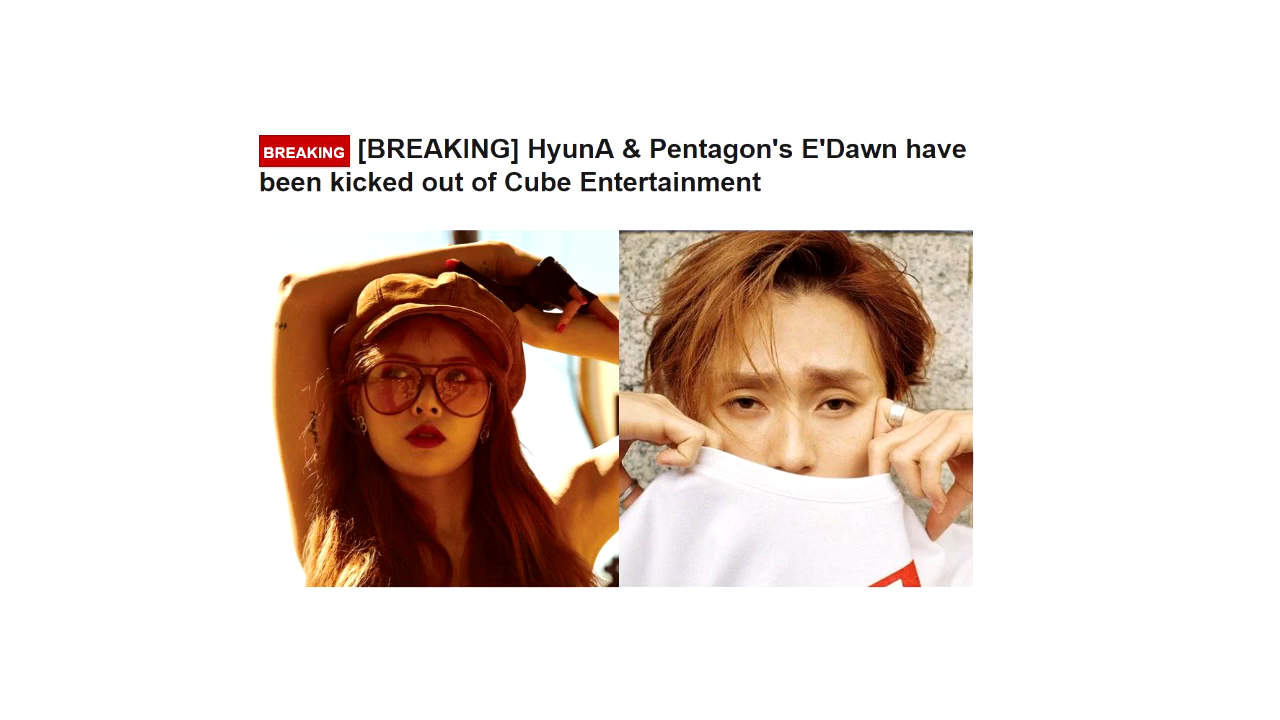 BREAKING [BREAKING] HyunA & Pentagon's E'Dawn have
been kicked out of Cube Entertainment